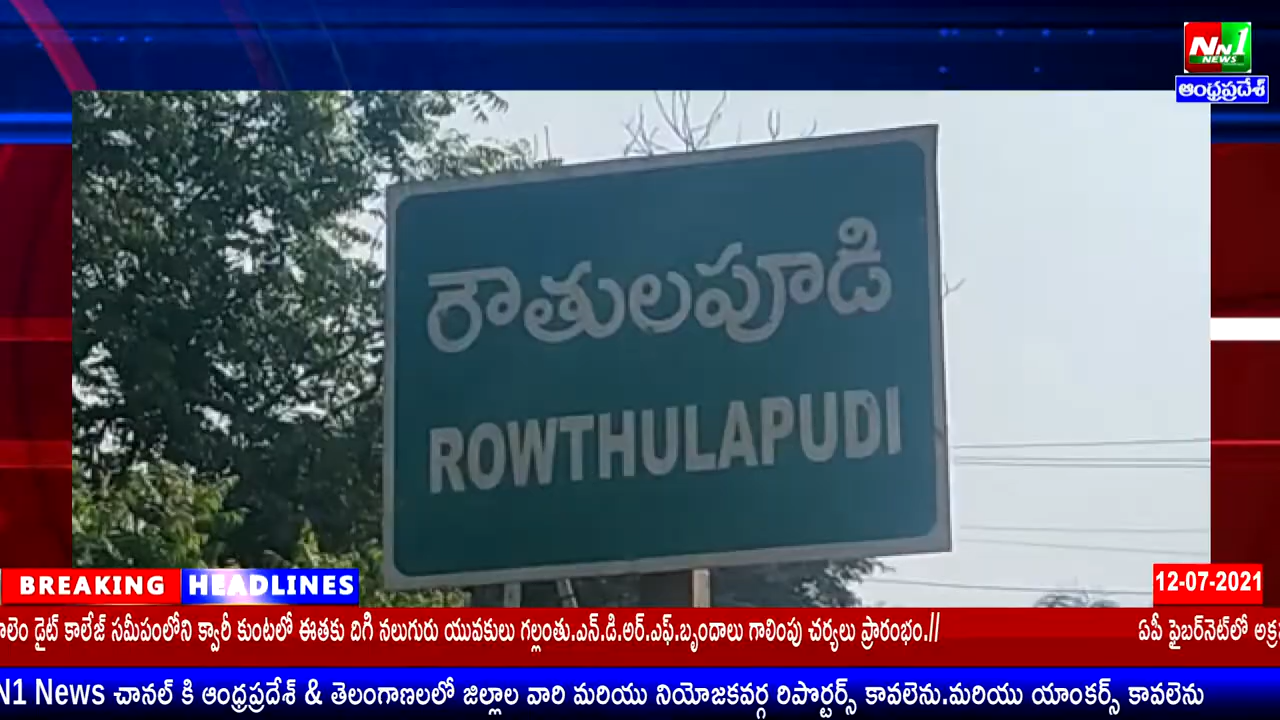 NN1
NEWS
ఆంధ్రప్రదేశ్
రౌతులపూడి
ROWTHULAPUDI
BREAKING HEADLINES
12-07-2021
డైట్ కాలేజ్ సమీపంలోని క్వారీ కుంటలో ఈతకు దిగి నలుగురు యువకులు గల్లంతు.ఎన్.డి.అర్.ఎఫ్.బృందాలు గాలింపు చర్యలు ప్రారంభం.// ఏపీ ఫైబర్‌నెట్‌లో
N1 News చానల్ కి ఆంధ్రప్రదేశ్ & తెలంగాణలలో జిల్లాల వారి మరియు నియోజకవర్గ రిపొర్టర్స్ కావలెను.మరియు యాంకర్స్ కావలెను